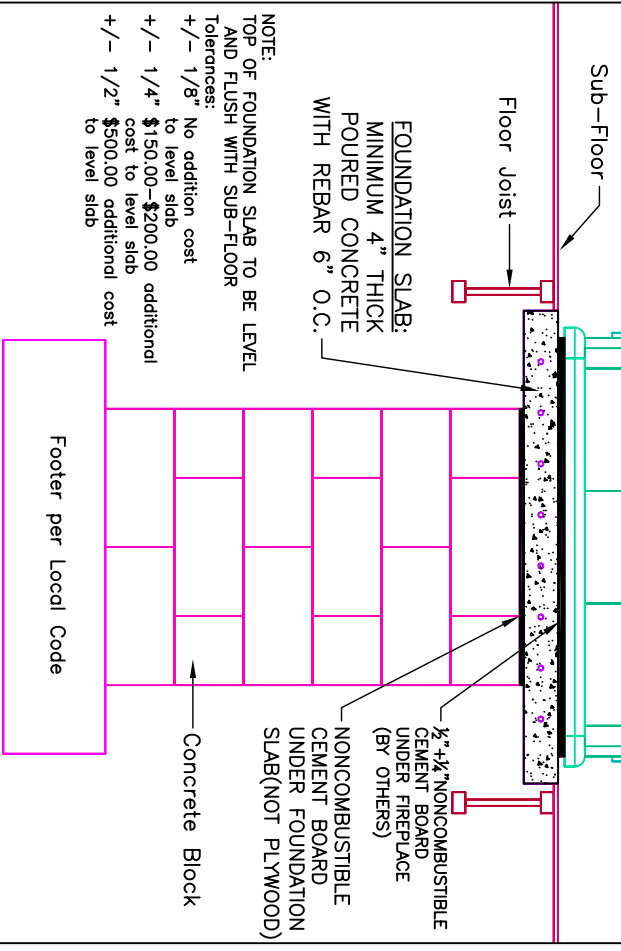 Sub-Floor
Floor Joist
FOUNDATION SLAB:
MINIMUM 4" THICK
POURED CONCRETE
WITH REBAR 6" O.C.
NOTE:
TOP OF FOUNDATION SLAB TO BE LEVEL
AND FLUSH WITH SUB-FLOOR
Tolerances:
+/- 1/8" No addition cost
to level slab
+/- 1/4" $150.00-$200.00 additional
cost to level slab
+/- 1/2" $500.00 additional cost
to level slab
½"+¼"NONCOMBUSTIBLE
CEMENT BOARD
UNDER FIREPLACE
(BY OTHERS)
NONCOMBUSTIBLE
CEMENT BOARD
UNDER FOUNDATION
SLAB(NOT PLYWOOD)
Concrete Block
Footer per Local Code